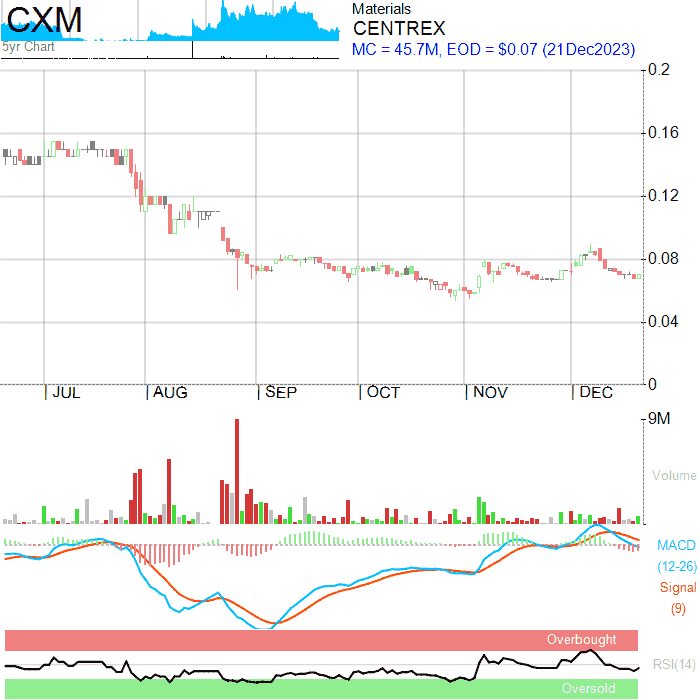 CXM
5yr Chart
Materials
CENTREX
MC = 45.7M, EOD = $0.07 (21Dec2023)
0.2
0.16
0.12
0.08
0.04
0
JUL AUG SEP OCT NOV DEC
9M
Volume
MACD
(12-26)
Signal
(9)
Overbought
RSI(14)
Oversold